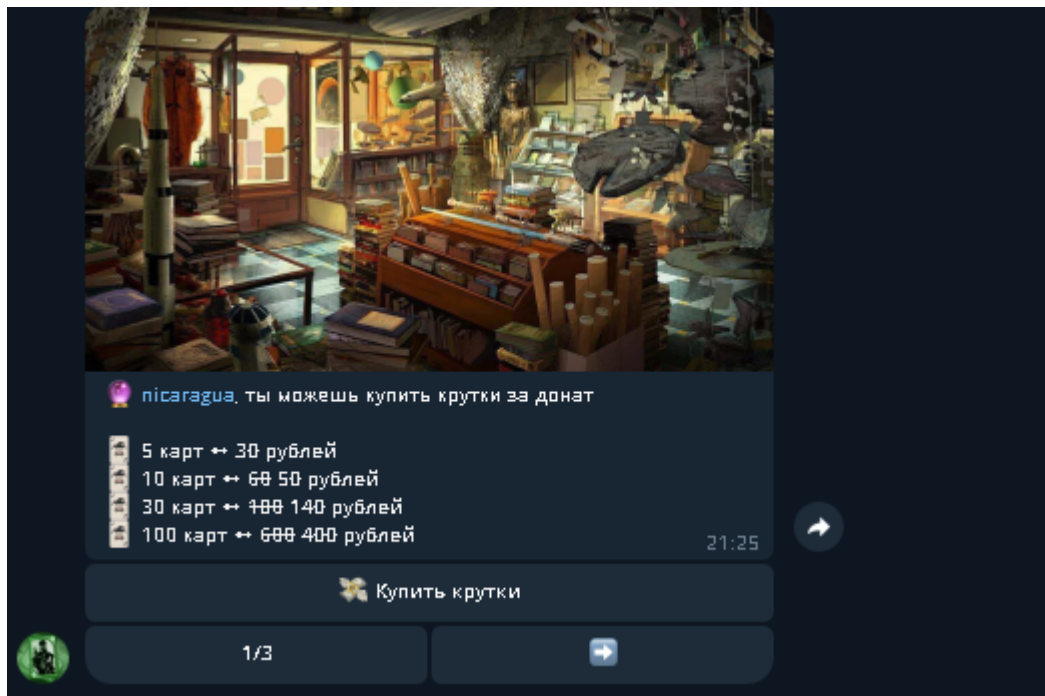 🔮 nicaragua, ты можешь купить крутки за донат
🃏 5 карт ↔ 30 рублей
🃏 10 карт ↔ 60 50 рублей
🃏 30 карт ↔ 180 140 рублей
🃏 100 карт ↔ 600 400 рублей
21:25
💸 Купить крутки
1/3 ➡️